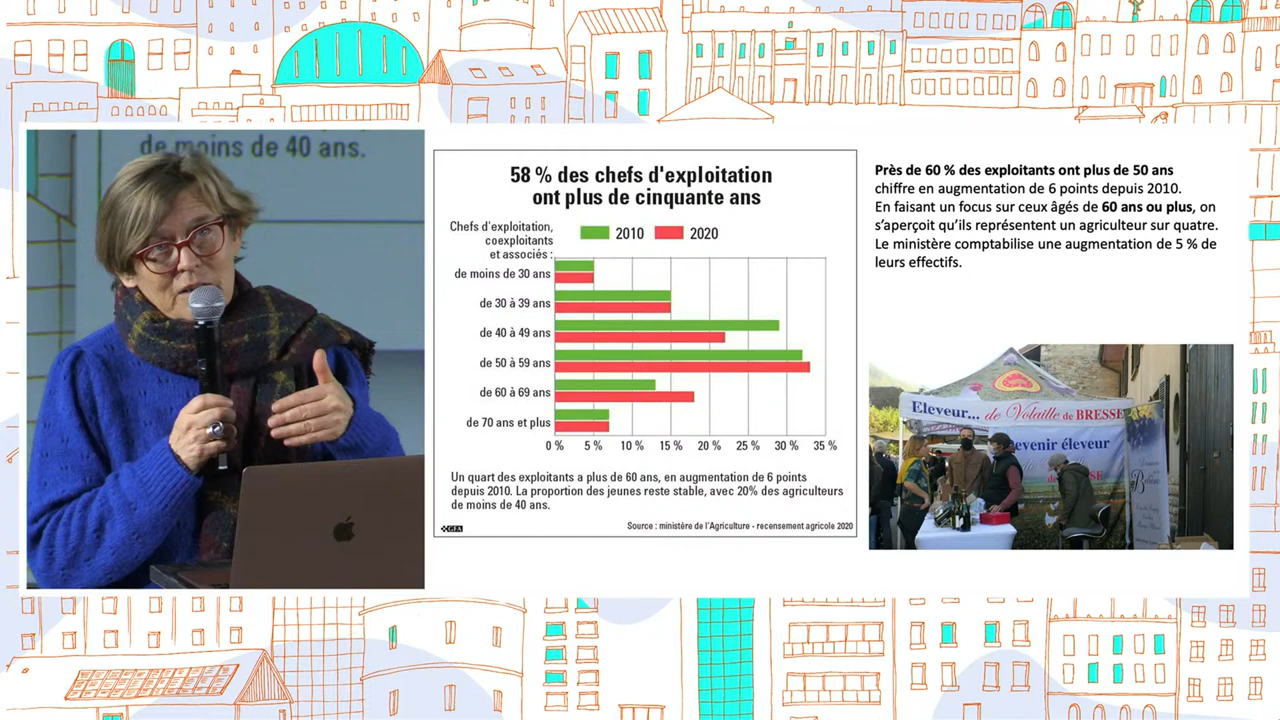 de moins de 40 ans.
58 % des chefs d'exploitation
ont plus de cinquante ans
Chefs d'exploitation,
coexploitants
et associés :
2010 2020
de moins de 30 ans
de 30 à 39 ans
de 40 à 49 ans
de 50 à 59 ans
de 60 à 69 ans
de 70 ans et plus
0 % 5 % 10 % 15 % 20 % 25 % 30 % 35 %
Un quart des exploitants a plus de 60 ans, en augmentation de 6 points
depuis 2010. La proportion des jeunes reste stable, avec 20% des agriculteurs
de moins de 40 ans.
GFA
Source : ministère de l'Agriculture - recensement agricole 2020
Près de 60 % des exploitants ont plus de 50 ans
chiffre en augmentation de 6 points depuis 2010.
En faisant un focus sur ceux âgés de 60 ans ou plus, on
s'aperçoit qu'ils représentent un agriculteur sur quatre.
Le ministère comptabilise une augmentation de 5 % de
leurs effectifs.
Eleveur... de Volaille de BRESSE
evenir éleveur